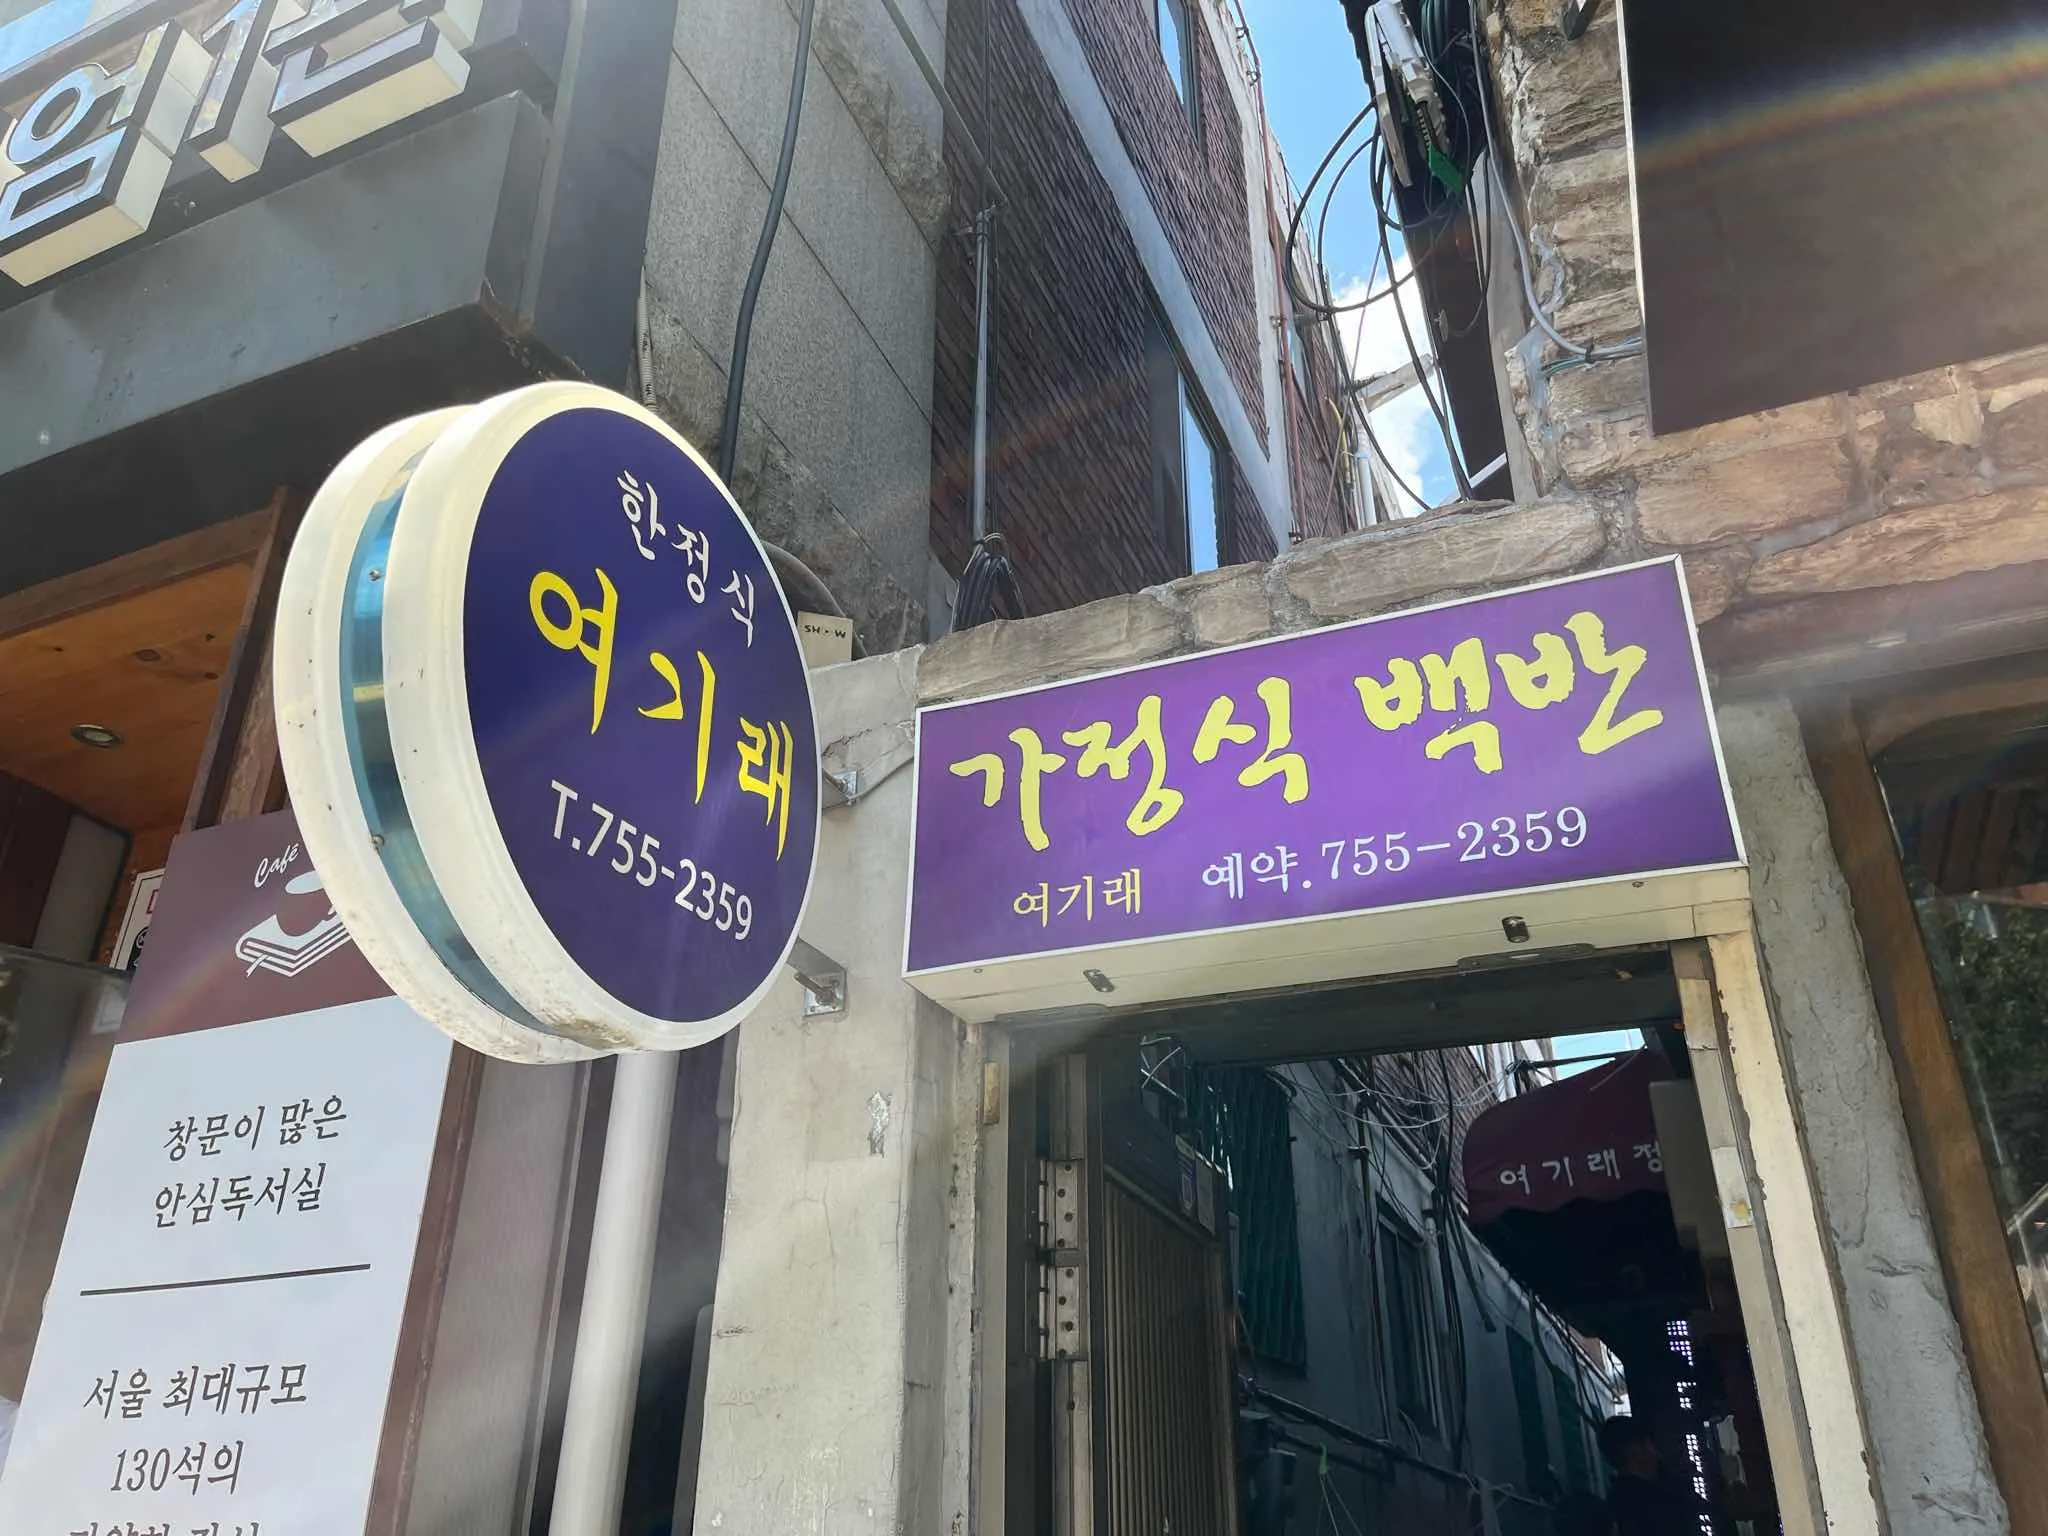 한정식
여기래
T.755-2359
SHOW
가정식 백반
여기래 예약.755-2359
여기래
Café
창문이 많은
안심독서실
서울 최대규모
130석의